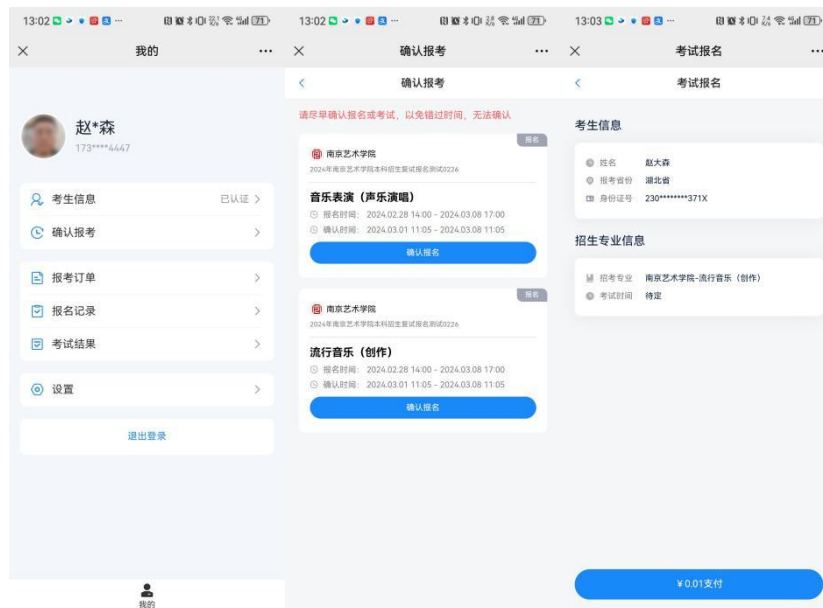 13:02
71
我的
赵*森
173****4447
考生信息
已认证
确认报考
报考订单
报名记录
考试结果
设置
退出登录
我的
13:02
71
确认报考
确认报考
请尽早确认报名或考试，以免错过时间，无法确认
报名
南京艺术学院
2024年南京艺术学院本科招生复试报名测试0226
音乐表演（声乐演唱）
报名时间： 2024.02.28 14:00 - 2024.03.08 17:00
确认时间： 2024.03.01 11:05 - 2024.03.08 11:05
确认报名
报名
南京艺术学院
2024年南京艺术学院本科招生复试报名测试0226
流行音乐（创作）
报名时间： 2024.02.28 14:00 - 2024.03.08 17:00
确认时间： 2024.03.01 11:05 - 2024.03.08 11:05
确认报名
13:03
71
考试报名
考试报名
考生信息
姓名 赵大森
报考省份 湖北省
身份证号 230********371X
招生专业信息
招考专业 南京艺术学院-流行音乐（创作）
考试时间 待定
¥0.01支付